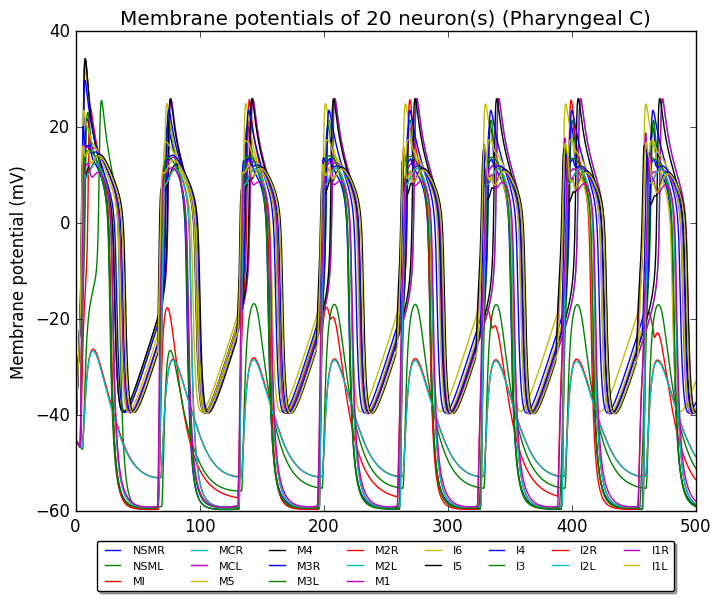 Membrane potentials of 20 neuron(s) (Pharyngeal C)
40
20
0
−20
−40
−60
Membrane potential (mV)
0 100 200 300 400 500
NSMR MCR M4 M2R I6 I4 I2R I1R
NSML MCL M3R M2L I5 I3 I2L I1L
MI M5 M3L M1